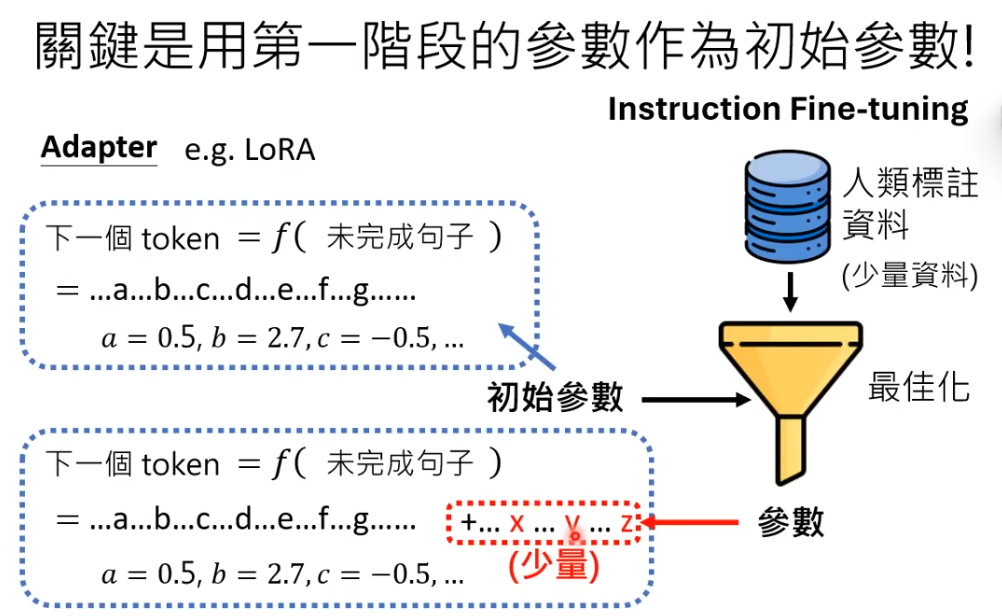 關鍵是用第一階段的參數作為初始參數!
Instruction Fine-tuning
Adapter e.g. LoRA
人類標註
資料
(少量資料)
下一個 token = f( 未完成句子 )
= ...a...b...c...d...e...f...g......
a = 0.5, b = 2.7, c = −0.5, ...
初始參數
最佳化
下一個 token = f( 未完成句子 )
= ...a...b...c...d...e...f...g...... +... x ... y ... z
(少量)
參數
a = 0.5, b = 2.7, c = −0.5, ...